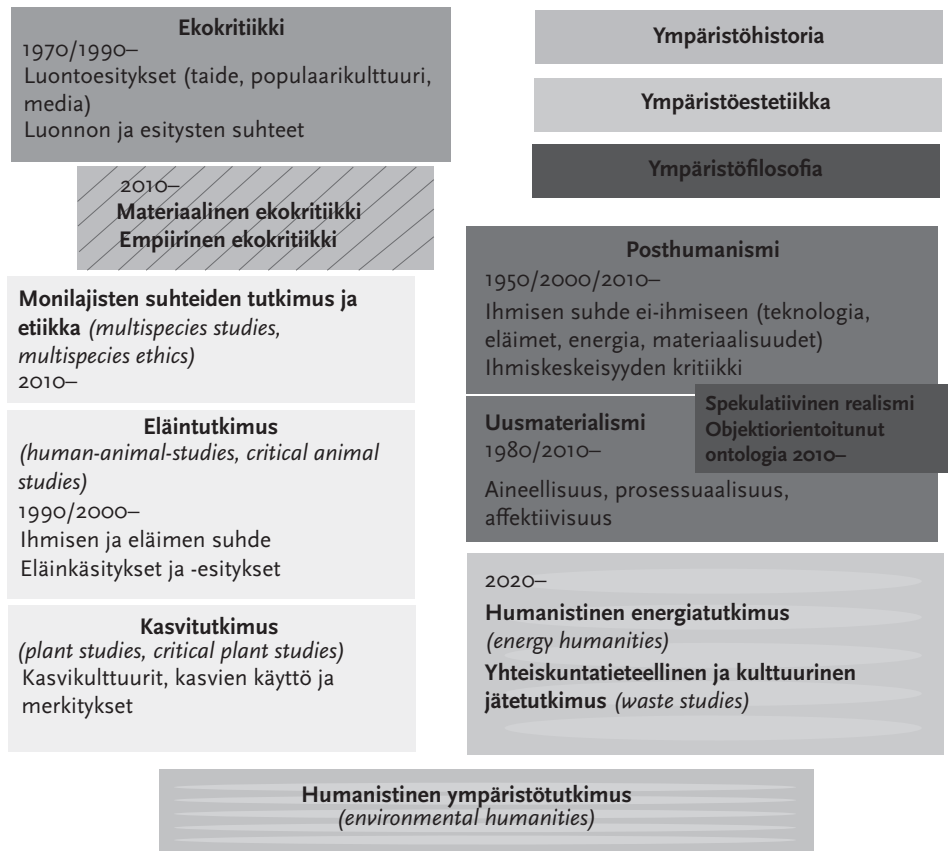 Ekokritiikki
1970/1990–
Luontoesitykset (taide, populaarikulttuuri,
media)
Luonnon ja esitysten suhteet
2010–
Materiaalinen ekokritiikki
Empiirinen ekokritiikki
Monilajisten suhteiden tutkimus ja
etiikka (multispecies studies,
multispecies ethics)
2010–
Eläintutkimus
(human-animal-studies, critical animal
studies)
1990/2000–
Ihmisen ja eläimen suhde
Eläinkäsitykset ja -esitykset
Kasvitutkimus
(plant studies, critical plant studies)
Kasvikulttuurit, kasvien käyttö ja
merkitykset
Ympäristöhistoria
Ympäristöestetiikka
Ympäristöfilosofia
Posthumanismi
1950/2000/2010–
Ihmisen suhde ei-ihmiseen (teknologia,
eläimet, energia, materiaalisuudet)
Ihmiskeskeisyyden kritiikki
Uusmaterialismi
1980/2010–
Aineellisuus, prosessuaalisuus,
affektiivisuus
Spekulatiivinen realismi
Objektiorientoitunut
ontologia 2010–
2020–
Humanistinen energiatutkimus
(energy humanities)
Yhteiskuntatieteellinen ja kulttuurinen
jätetutkimus (waste studies)
Humanistinen ympäristötutkimus
(environmental humanities)